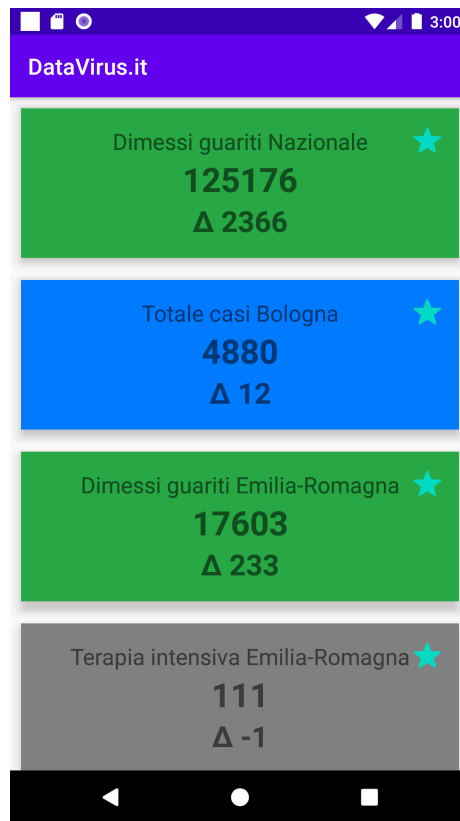 3:00
DataVirus.it
Dimessi guariti Nazionale
125176
Δ 2366
Totale casi Bologna
4880
Δ 12
Dimessi guariti Emilia-Romagna
17603
Δ 233
Terapia intensiva Emilia-Romagna
111
Δ -1